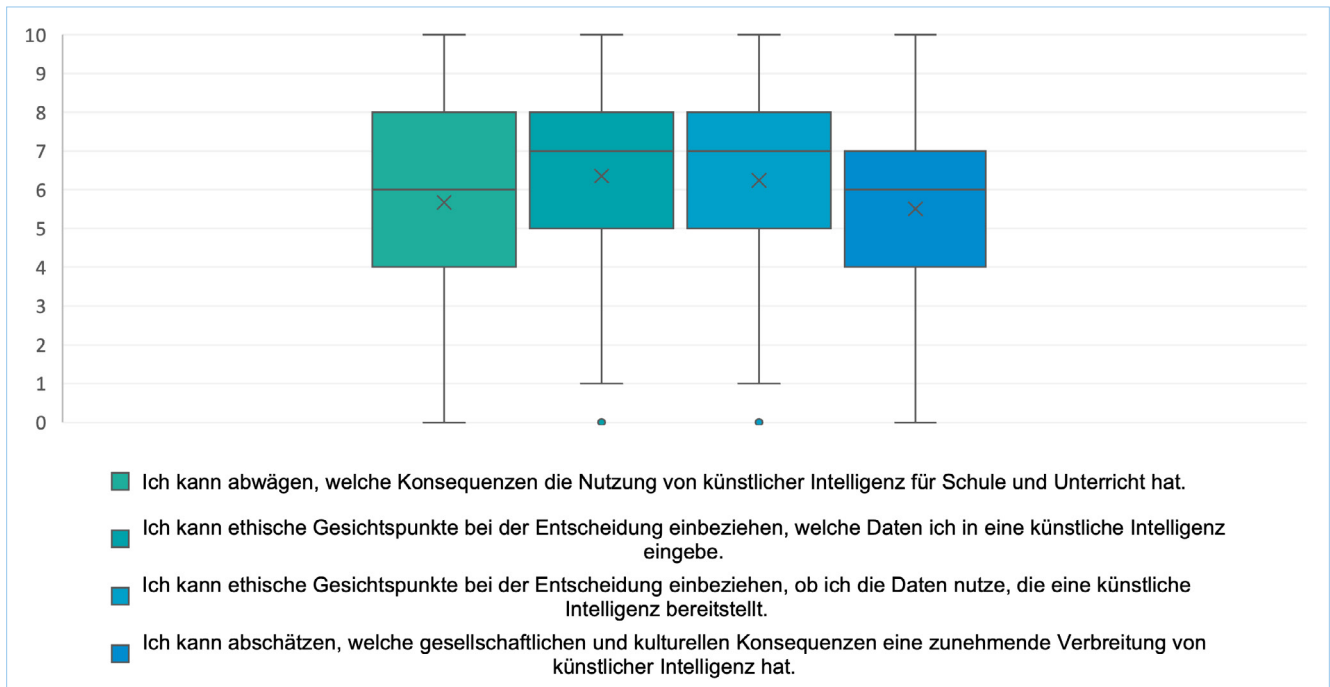 10
9
8
7
6
5
4
3
2
1
0
Ich kann abwägen, welche Konsequenzen die Nutzung von künstlicher Intelligenz für Schule und Unterricht hat.
Ich kann ethische Gesichtspunkte bei der Entscheidung einbeziehen, welche Daten ich in eine künstliche Intelligenz
eingebe.
Ich kann ethische Gesichtspunkte bei der Entscheidung einbeziehen, ob ich die Daten nutze, die eine künstliche
Intelligenz bereitstellt.
Ich kann abschätzen, welche gesellschaftlichen und kulturellen Konsequenzen eine zunehmende Verbreitung von
künstlicher Intelligenz hat.